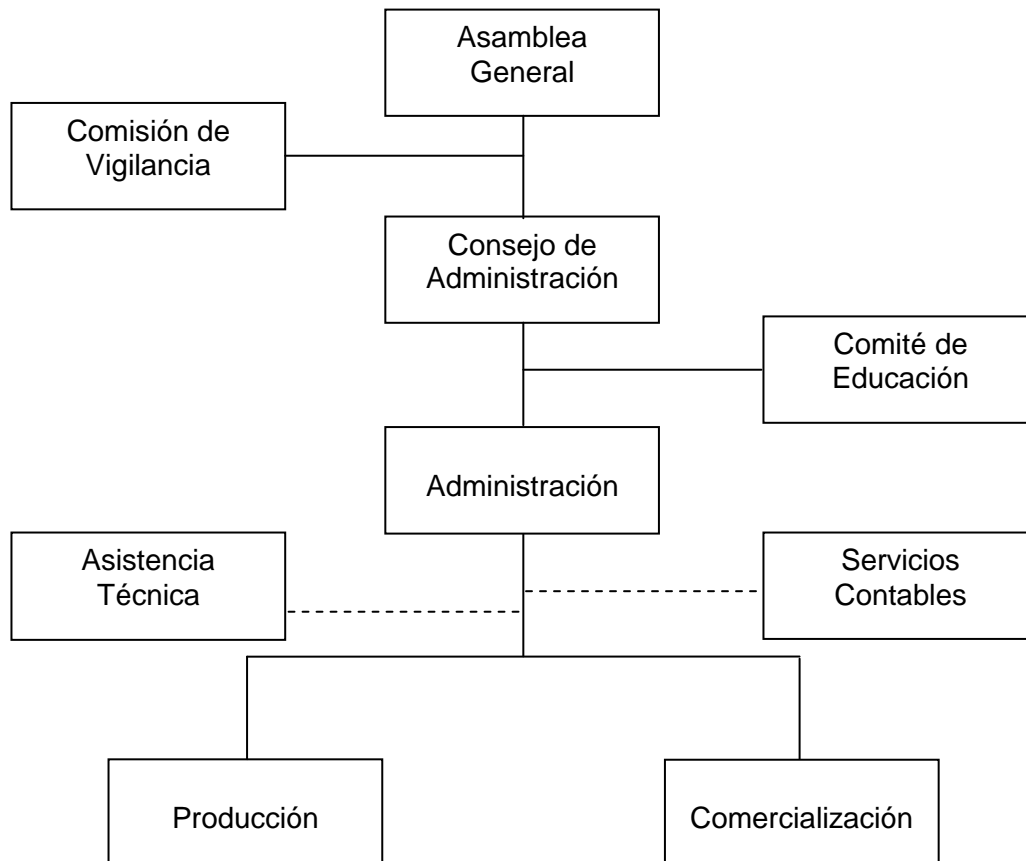 Asamblea
General
Comisión de
Vigilancia
Consejo de
Administración
Comité de
Educación
Administración
Asistencia
Técnica
Servicios
Contables
Producción
Comercialización